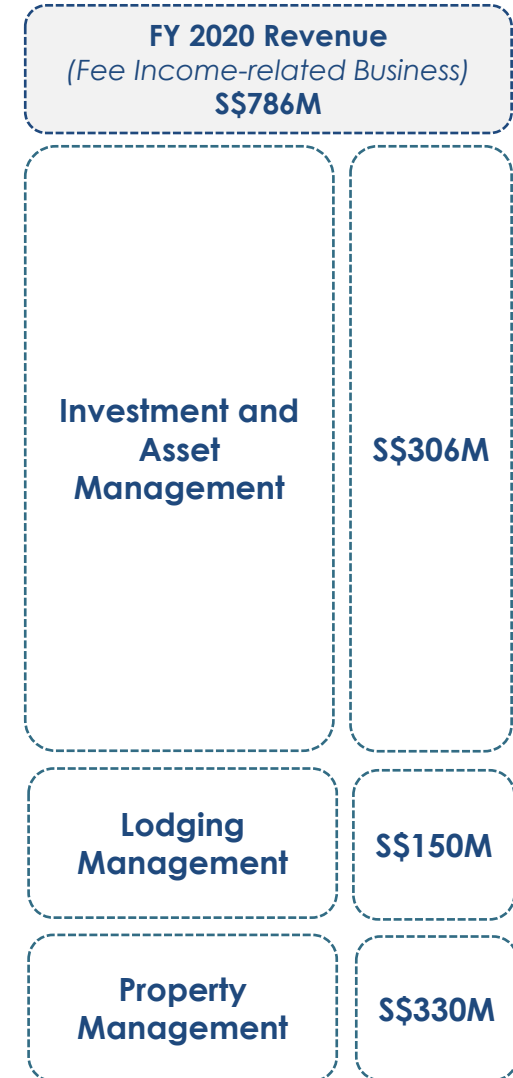 FY 2020 Revenue
(Fee Income-related Business)
S$786M
Investment and
Asset
Management
S$306M
Lodging
Management
S$150M
Property
Management
S$330M